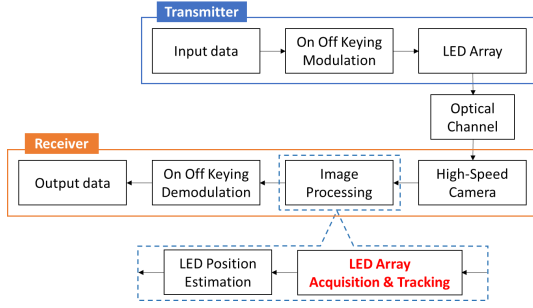 Transmitter
Input data
On Off Keying
Modulation
LED Array
Optical
Channel
Receiver
Output data
On Off Keying
Demodulation
Image
Processing
High-Speed
Camera
LED Position
Estimation
LED Array
Acquisition & Tracking